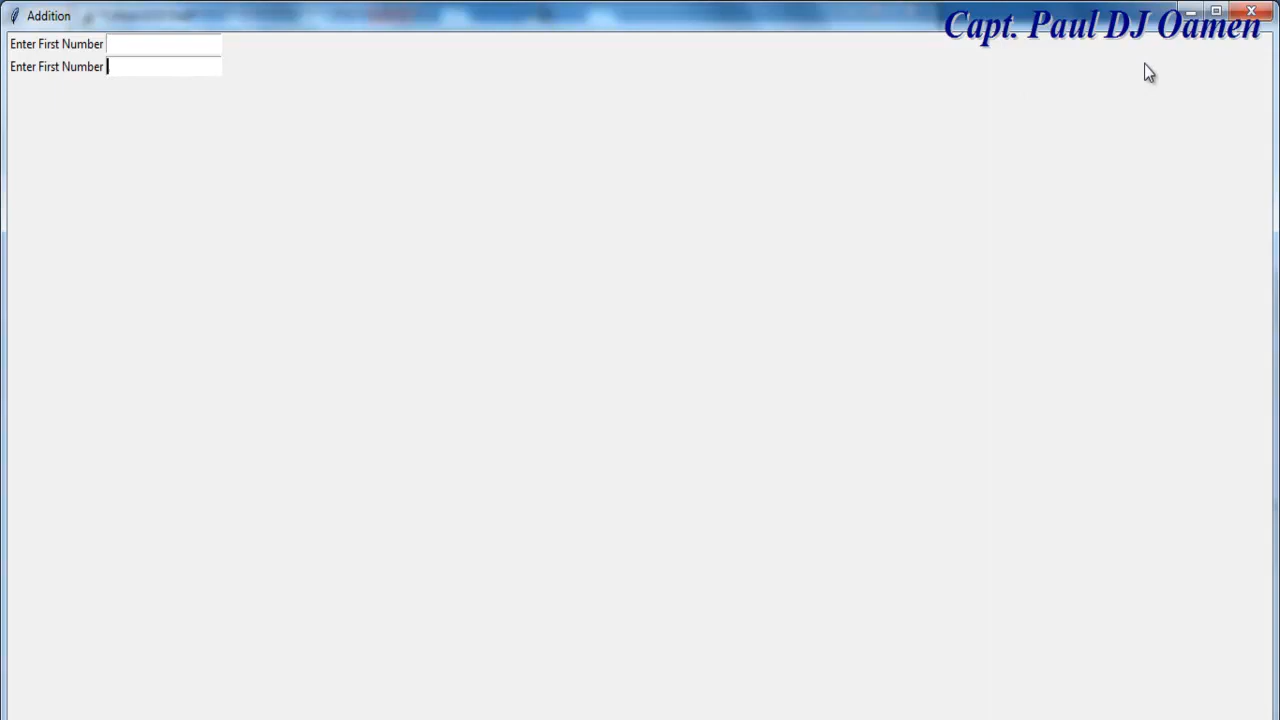 Addition
Capt. Paul DJ Oamen
Enter First Number
Enter First Number